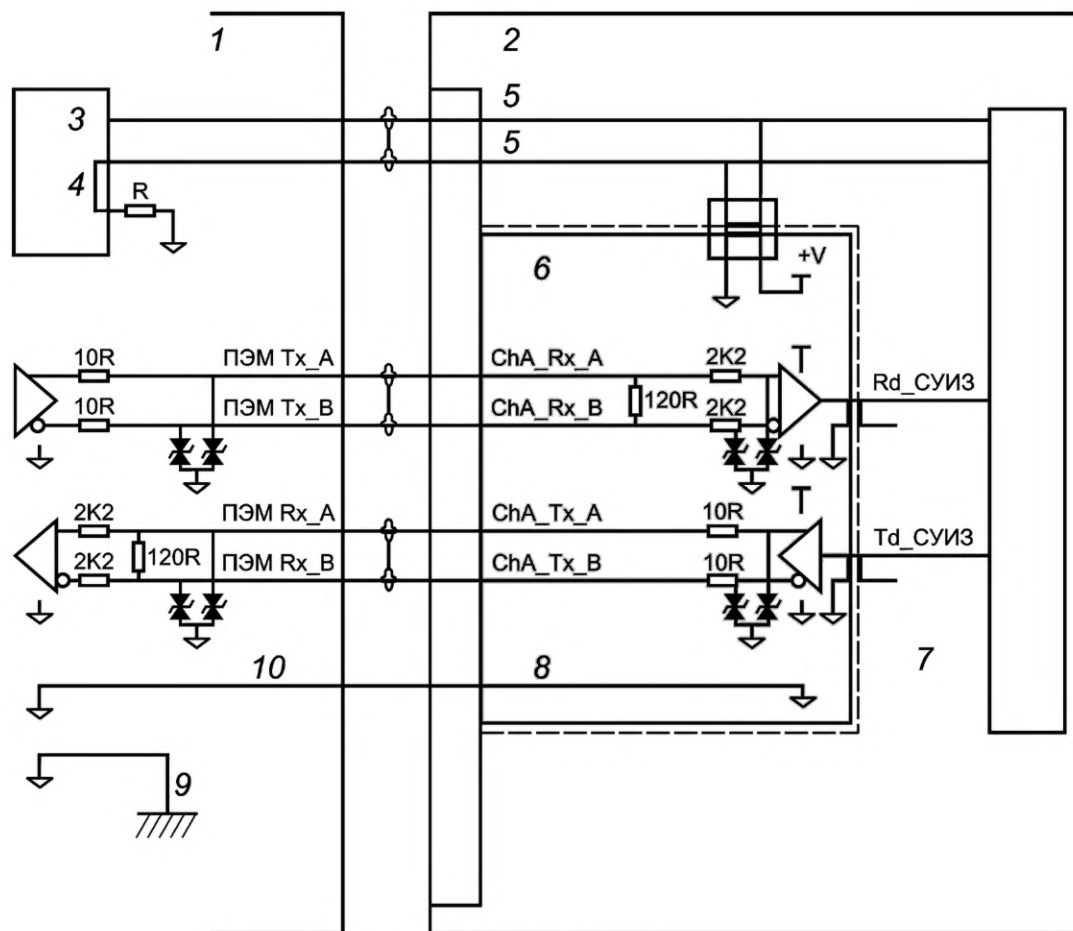 1
2
3
5
5
4
R
6
+V
10R
ПЭМ Tx_A
ChA_Rx_A
2K2
10R
ПЭМ Tx_B
ChA_Rx_B
120R
2K2
Rd_СУИЗ
2K2
ПЭМ Rx_A
ChA_Tx_A
10R
120R
2K2
ПЭМ Rx_B
ChA_Tx_B
10R
Td_СУИЗ
7
10
8
9